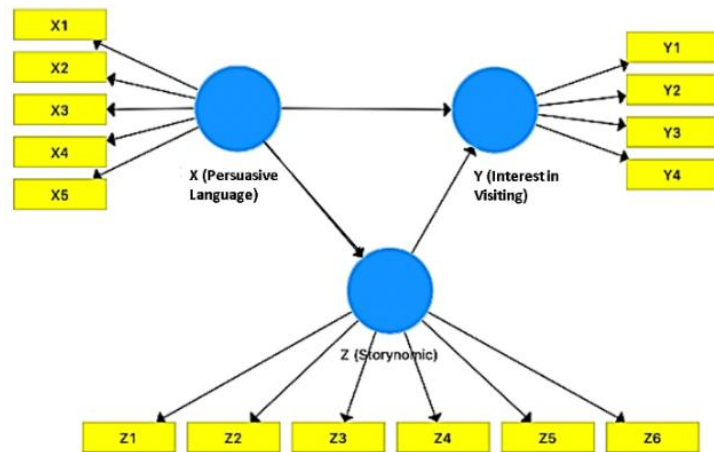 X1
X2
X3
X4
X5
X (Persuasive
Language)
Y1
Y2
Y3
Y4
Y (Interest in
Visiting)
Z (Storynomic)
Z1
Z2
Z3
Z4
Z5
Z6